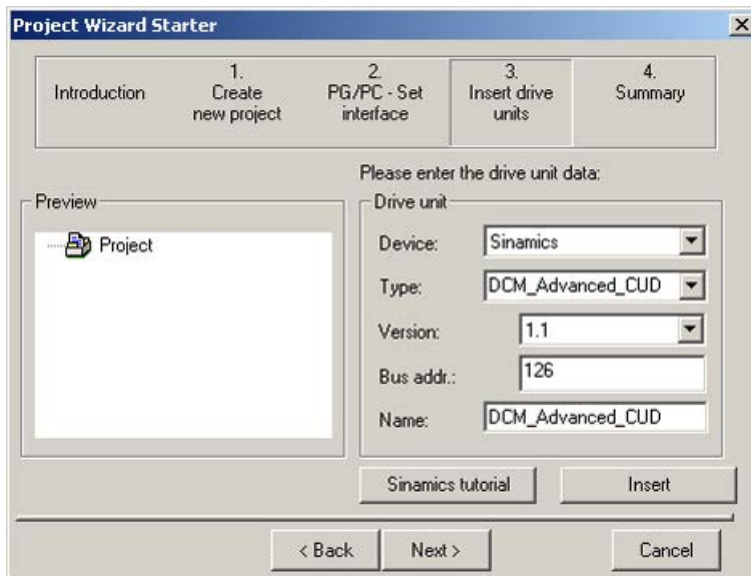 Project Wizard Starter
Introduction
1.
Create
new project
2.
PG/PC - Set
interface
3.
Insert drive
units
4.
Summary
Please enter the drive unit data:
Preview
Project
Drive unit
Device: Sinamics
Type: DCM_Advanced_CUD
Version: 1.1
Bus addr.: 126
Name: DCM_Advanced_CUD
Sinamics tutorial
Insert
< Back
Next >
Cancel